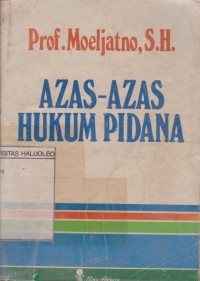 Prof.Moeljatno,S.H.
AZAS-AZAS
HUKUM PIDANA
RSITAS HALUOLEO